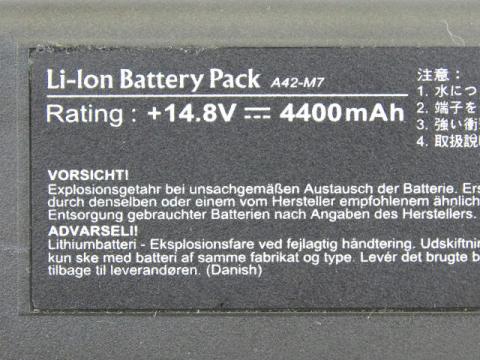 Li-Ion Battery Pack A42-M7
Rating : +14.8V ⎓ 4400mAh
注意：
1. 水につ
2. 端子を
3. 強い衝
4. 取扱説
VORSICHT!
Explosionsgetahr bei unsachgemäßen Austausch der Batterie. Ers
durch denselben oder einem vom Hersteller empfohlenem ähnlich
Entsorgung gebrauchter Batterien nach Angaben des Herstellers.
ADVARSELI!
Lithiumbatteri - Eksplosionsfare ved fejlagtig håndtering. Udskiftnin
kun ske med batteri af samme fabrikat og type. Levér det brugte b
tilbage til leverandøren. (Danish)